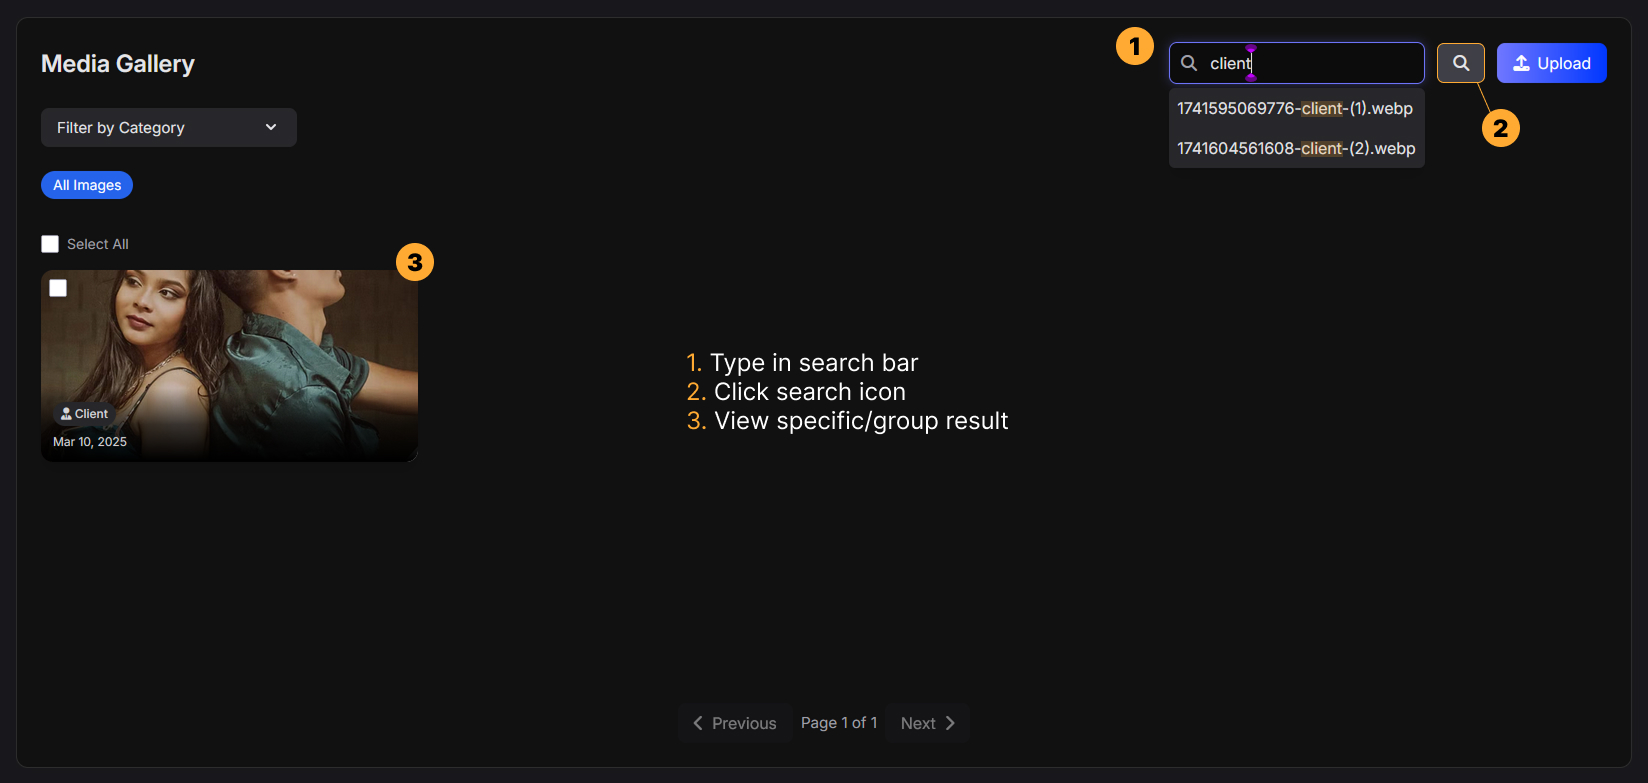 Media Gallery
1
client
Upload
1741595069776-client-(1).webp
1741604561608-client-(2).webp
2
Filter by Category
All Images
Select All
3
Client
Mar 10, 2025
1. Type in search bar
2. Click search icon
3. View specific/group result
Previous Page 1 of 1 Next